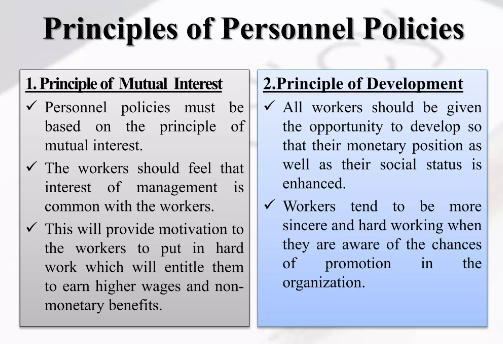 Principles of Personnel Policies
1. Principle of Mutual Interest
✓ Personnel policies must be
based on the principle of
mutual interest.
✓ The workers should feel that
interest of management is
common with the workers.
✓ This will provide motivation to
the workers to put in hard
work which will entitle them
to earn higher wages and non-
monetary benefits.
2.Principle of Development
✓ All workers should be given
the opportunity to develop so
that their monetary position as
well as their social status is
enhanced.
✓ Workers tend to be more
sincere and hard working when
they are aware of the chances
of promotion in the
organization.